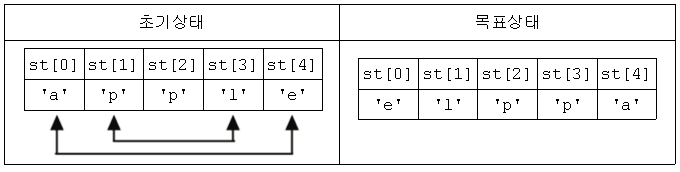 초기상태 목표상태
st[0] st[1] st[2] st[3] st[4]
'a' 'p' 'p' 'l' 'e'
st[0] st[1] st[2] st[3] st[4]
'e' 'l' 'p' 'p' 'a'